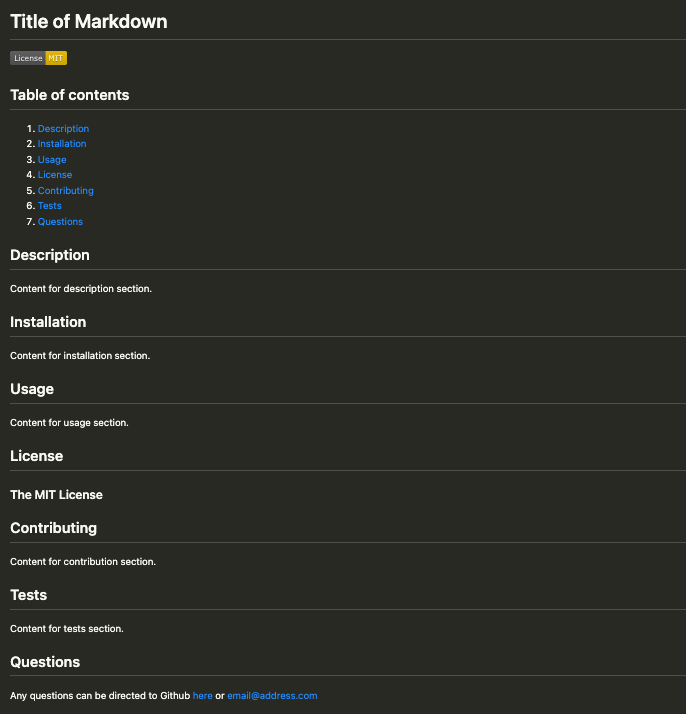 Title of Markdown
License MIT
Table of contents
1. Description
2. Installation
3. Usage
4. License
5. Contributing
6. Tests
7. Questions
Description
Content for description section.
Installation
Content for installation section.
Usage
Content for usage section.
License
The MIT License
Contributing
Content for contribution section.
Tests
Content for tests section.
Questions
Any questions can be directed to Github here or email@address.com